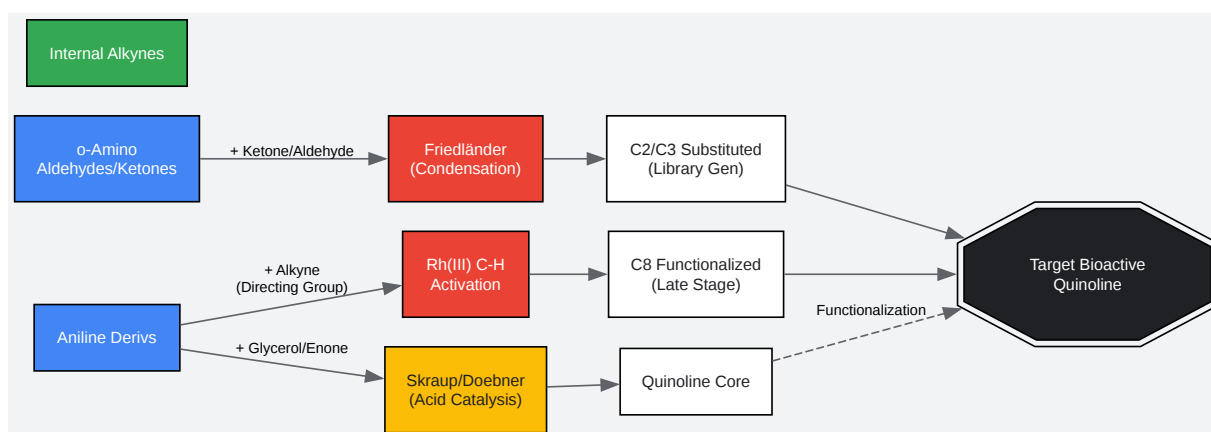 Internal Alkynes
o-Amino
Aldehydes/Ketones
+ Ketone/Aldehyde
Friedländer
(Condensation)
C2/C3 Substituted
(Library Gen)
Aniline Derivs
+ Alkyne
(Directing Group)
Rh(III) C-H
Activation
C8 Functionalized
(Late Stage)
+ Glycerol/Enone
Skraup/Doebner
(Acid Catalysis)
Quinoline Core
Functionalization
Target Bioactive
Quinoline